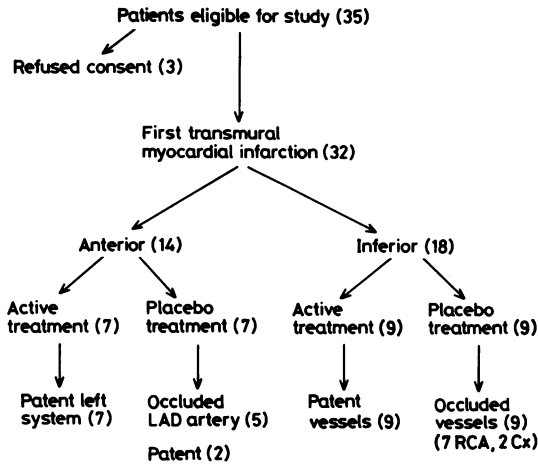 Patients eligible for study (35)
Refused consent (3)
First transmural
myocardial infarction (32)
Anterior (14)
Inferior (18)
Active
treatment (7)
Placebo
treatment (7)
Active
treatment (9)
Placebo
treatment (9)
Patent left
system (7)
Occluded
LAD artery (5)
Patent (2)
Patent
vessels (9)
Occluded
vessels (9)
(7 RCA, 2 Cx)